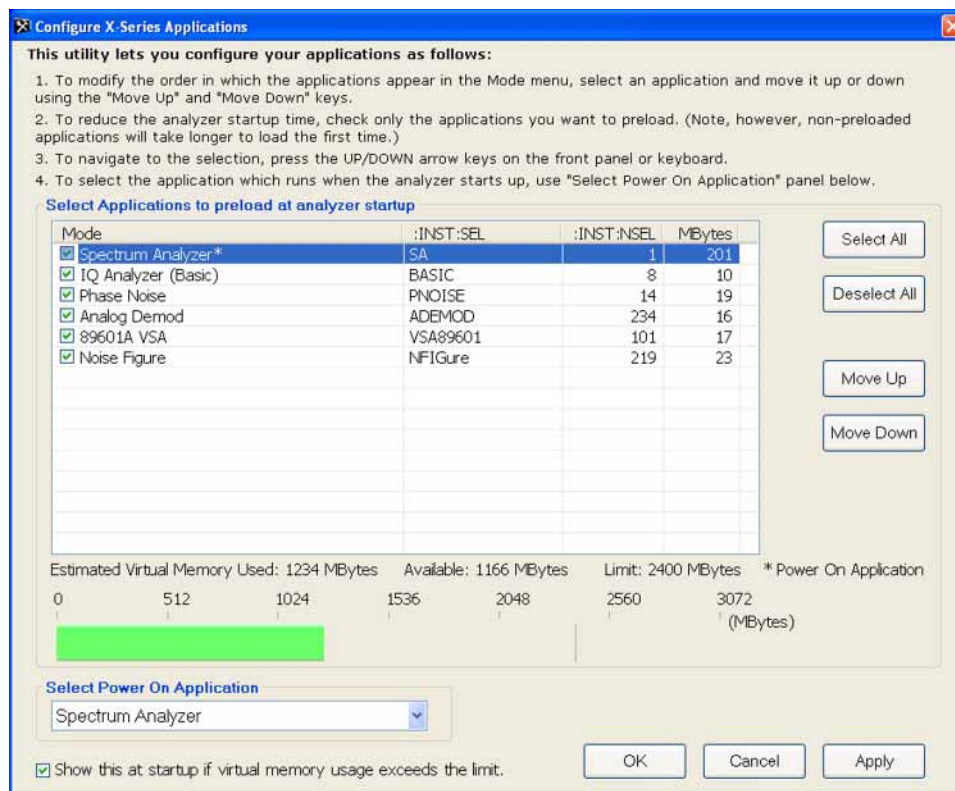 Configure X-Series Applications
This utility lets you configure your applications as follows:
1. To modify the order in which the applications appear in the Mode menu, select an application and move it up or down
using the "Move Up" and "Move Down" keys.
2. To reduce the analyzer startup time, check only the applications you want to preload. (Note, however, non-preloaded
applications will take longer to load the first time.)
3. To navigate to the selection, press the UP/DOWN arrow keys on the front panel or keyboard.
4. To select the application which runs when the analyzer starts up, use "Select Power On Application" panel below.
Select Applications to preload at analyzer startup
Mode :INST:SEL :INST:NSEL MBytes
Spectrum Analyzer* SA 1 201
IQ Analyzer (Basic) BASIC 8 10
Phase Noise PNOISE 14 19
Analog Demod ADEMOD 234 16
89601A VSA VSA89601 101 17
Noise Figure NFIGure 219 23
Select All
Deselect All
Move Up
Move Down
Estimated Virtual Memory Used: 1234 MBytes Available: 1166 MBytes Limit: 2400 MBytes * Power On Application
0 512 1024 1536 2048 2560 3072
(MBytes)
Select Power On Application
Spectrum Analyzer
Show this at startup if virtual memory usage exceeds the limit.
OK Cancel Apply